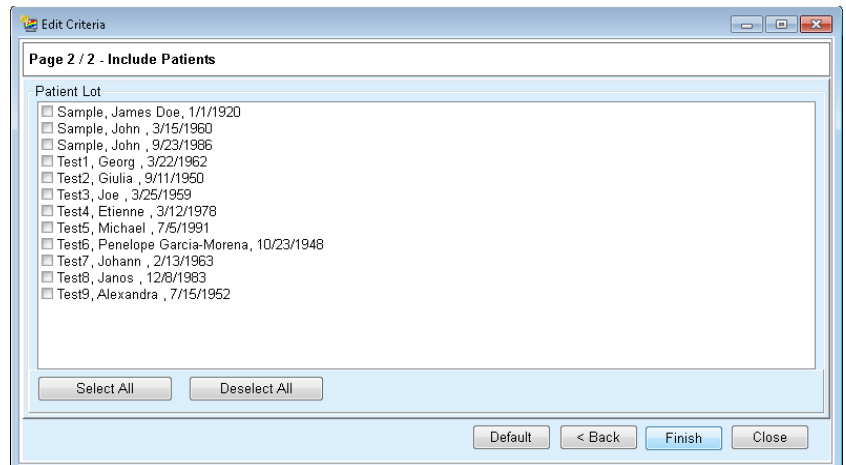 Edit Criteria
Page 2 / 2 - Include Patients
Patient Lot
Sample, James Doe, 1/1/1920
Sample, John , 3/15/1960
Sample, John , 9/23/1986
Test1, Georg , 3/22/1962
Test2, Giulia , 9/11/1950
Test3, Joe , 3/25/1959
Test4, Etienne , 3/12/1978
Test5, Michael , 7/5/1991
Test6, Penelope Garcia-Morena, 10/23/1948
Test7, Johann , 2/13/1963
Test8, Janos , 12/8/1983
Test9, Alexandra , 7/15/1952
Select All Deselect All
Default < Back Finish Close